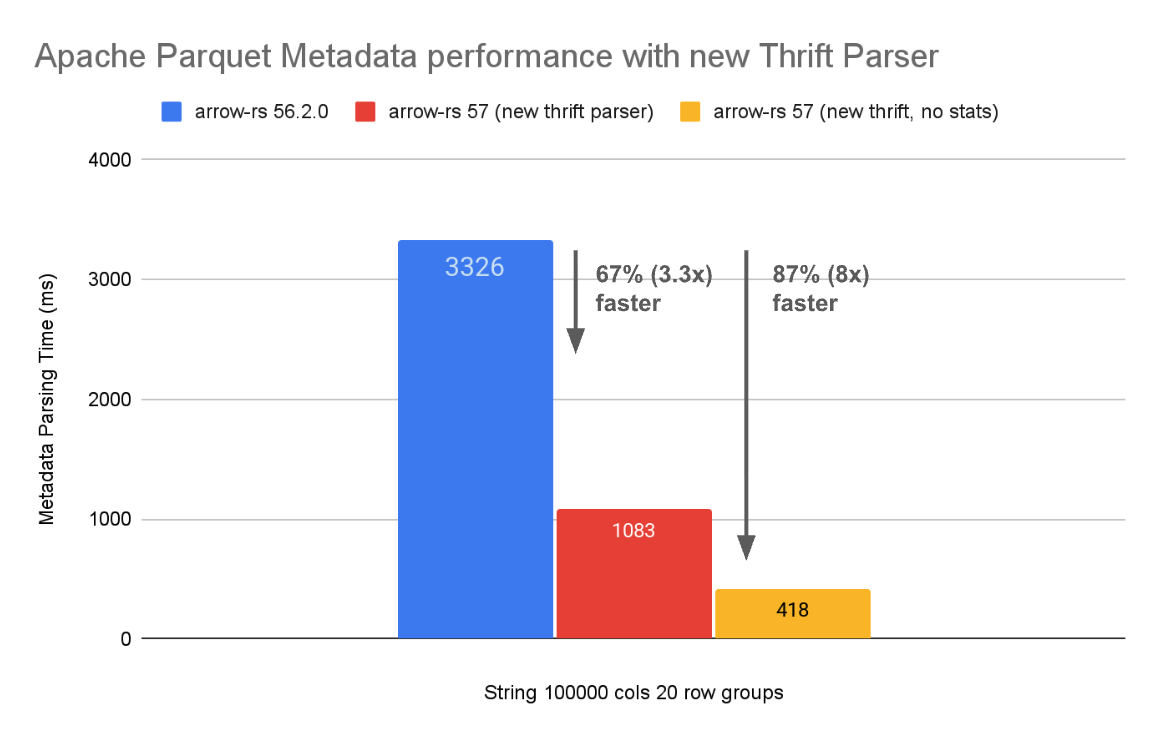 Apache Parquet Metadata performance with new Thrift Parser
arrow-rs 56.2.0 arrow-rs 57 (new thrift parser) arrow-rs 57 (new thrift, no stats)
Metadata Parsing Time (ms)
4000
3000
2000
1000
0
3326
67% (3.3x)
faster
87% (8x)
faster
1083
418
String 100000 cols 20 row groups